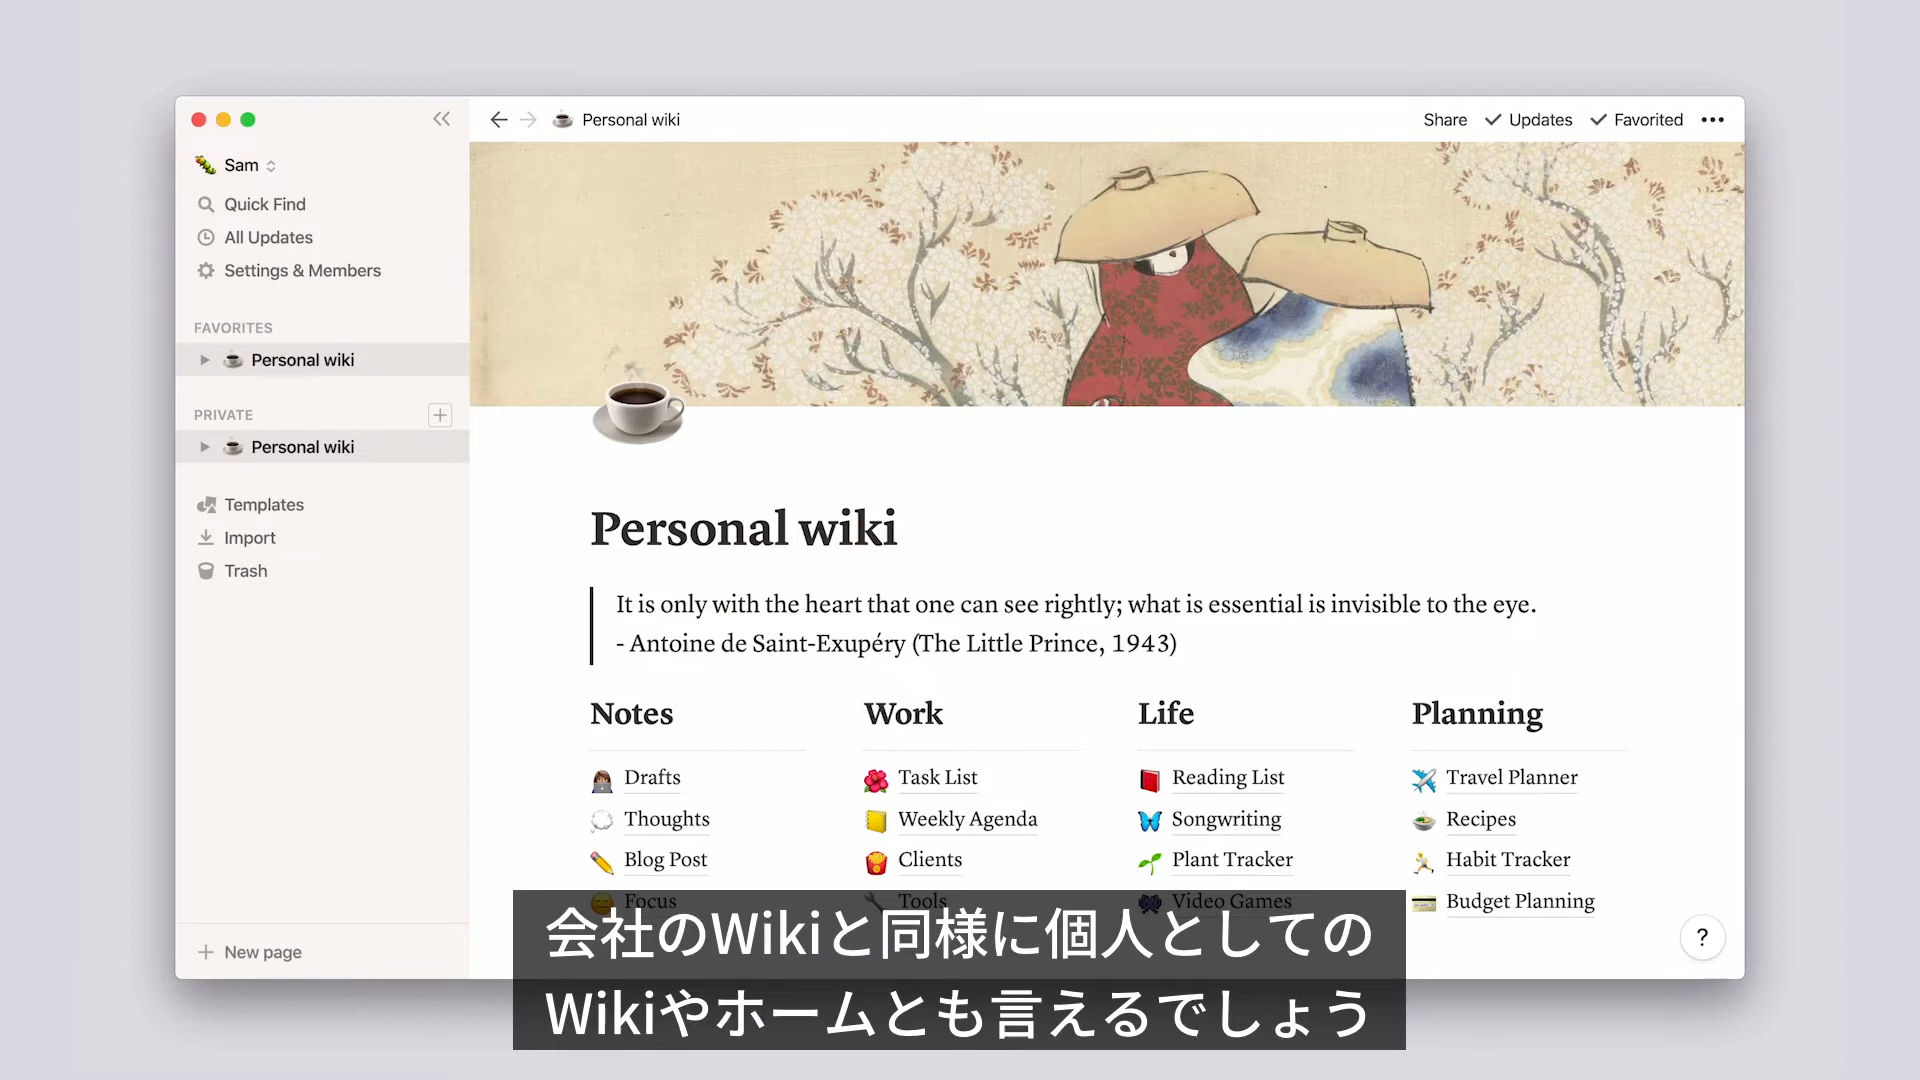 Personal wiki
Share
Updates
Favorited
Sam
Quick Find
All Updates
Settings & Members
FAVORITES
Personal wiki
PRIVATE
Personal wiki
Templates
Import
Trash
New page
Personal wiki
It is only with the heart that one can see rightly; what is essential is invisible to the eye.
- Antoine de Saint-Exupéry (The Little Prince, 1943)
Notes
Drafts
Thoughts
Blog Post
Focus
Work
Task List
Weekly Agenda
Clients
Tools
Life
Reading List
Songwriting
Plant Tracker
Video Games
Planning
Travel Planner
Recipes
Habit Tracker
Budget Planning
?
会社のWikiと同様に個人としての
Wikiやホームとも言えるでしょう